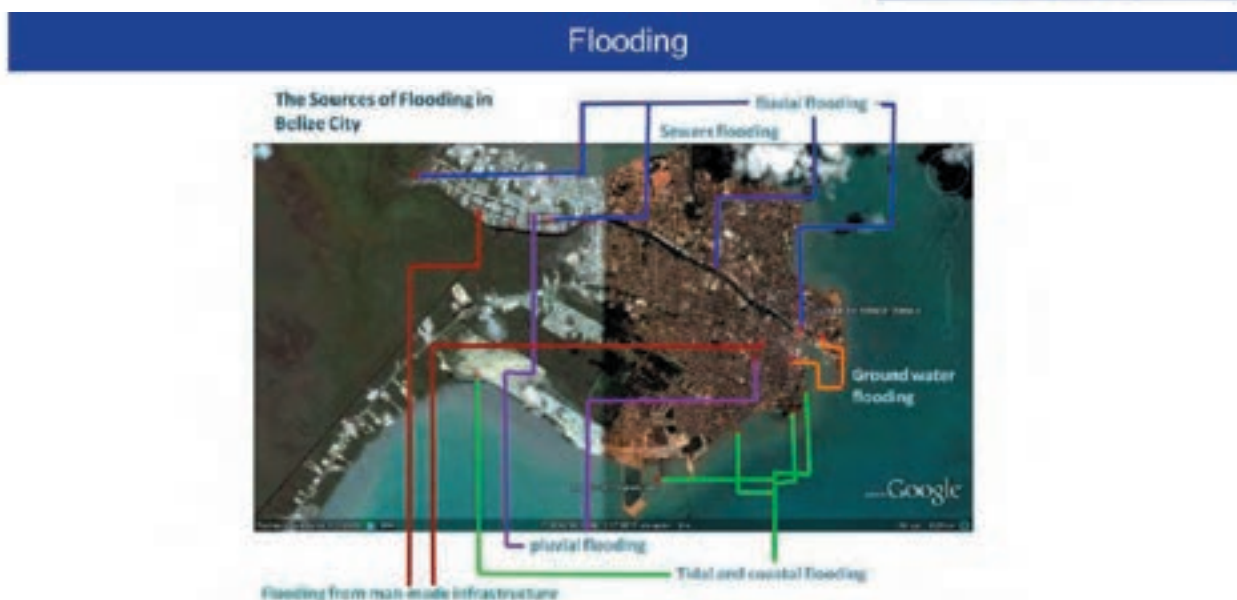 Flooding
The Sources of Flooding in
Belize City
fluvial flooding
Sewers flooding
Ground water
flooding
Google
pluvial flooding
Tidal and coastal flooding
Flooding from man-made infrastructure